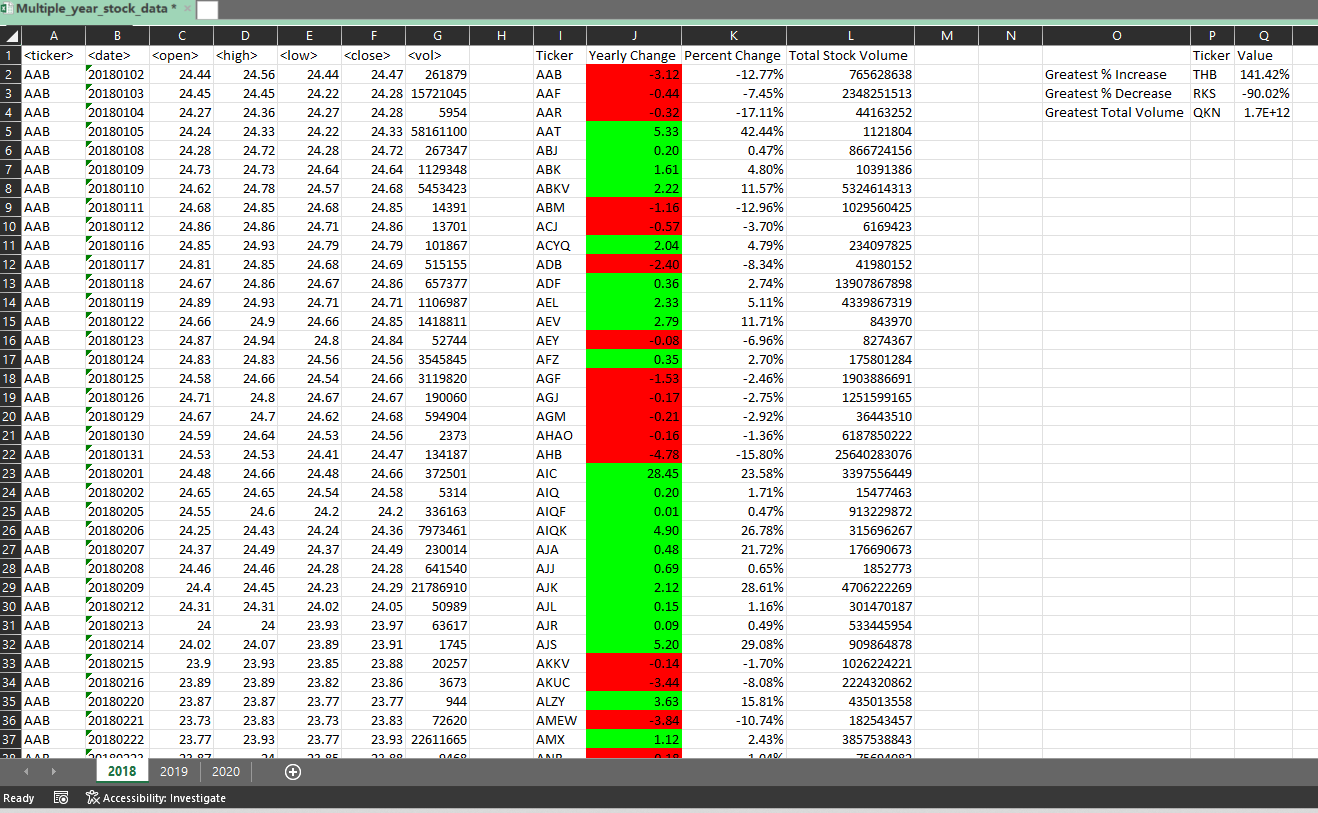 Multiple_year_stock_data *
A B C D E F G H I J K L M N O P Q
1 <ticker> <date> <open> <high> <low> <close> <vol> Ticker Yearly Change Percent Change Total Stock Volume Ticker Value
2 AAB 20180102 24.44 24.56 24.44 24.47 261879 AAB -3.12 -12.77% 765628638 Greatest % Increase THB 141.42%
3 AAB 20180103 24.45 24.45 24.22 24.28 15721045 AAF -0.44 -7.45% 2348251513 Greatest % Decrease RKS -90.02%
4 AAB 20180104 24.27 24.36 24.27 24.28 5954 AAR -0.32 -17.11% 44163252 Greatest Total Volume QKN 1.7E+12
5 AAB 20180105 24.24 24.33 24.22 24.33 58161100 AAT 5.33 42.44% 1121804
6 AAB 20180108 24.28 24.72 24.28 24.72 267347 ABJ 0.20 0.47% 866724156
7 AAB 20180109 24.73 24.73 24.64 24.64 1129348 ABK 1.61 4.80% 10391386
8 AAB 20180110 24.62 24.78 24.57 24.68 5453423 ABKV 2.22 11.57% 5324614313
9 AAB 20180111 24.68 24.85 24.68 24.85 14391 ABM -1.16 -12.96% 1029560425
10 AAB 20180112 24.86 24.86 24.71 24.86 13701 ACJ -0.57 -3.70% 6169423
11 AAB 20180116 24.85 24.93 24.79 24.79 101867 ACYQ 2.04 4.79% 234097825
12 AAB 20180117 24.81 24.85 24.68 24.69 515155 ADB -2.40 -8.34% 41980152
13 AAB 20180118 24.67 24.86 24.67 24.86 657377 ADF 0.36 2.74% 13907867898
14 AAB 20180119 24.89 24.93 24.71 24.71 1106987 AEL 2.33 5.11% 4339867319
15 AAB 20180122 24.66 24.9 24.66 24.85 1418811 AEV 2.79 11.71% 843970
16 AAB 20180123 24.87 24.94 24.8 24.84 52744 AEY -0.08 -6.96% 8274367
17 AAB 20180124 24.83 24.83 24.56 24.56 3545845 AFZ 0.35 2.70% 175801284
18 AAB 20180125 24.58 24.66 24.54 24.66 3119820 AGF -1.53 -2.46% 1903886691
19 AAB 20180126 24.71 24.8 24.67 24.67 190060 AGJ -0.17 -2.75% 1251599165
20 AAB 20180129 24.67 24.7 24.62 24.68 594904 AGM -0.21 -2.92% 36443510
21 AAB 20180130 24.59 24.64 24.53 24.56 2373 AHAO -0.16 -1.36% 6187850222
22 AAB 20180131 24.53 24.53 24.41 24.47 134187 AHB -4.78 -15.80% 25640283076
23 AAB 20180201 24.48 24.66 24.48 24.66 372501 AIC 28.45 23.58% 3397556449
24 AAB 20180202 24.65 24.65 24.54 24.58 5314 AIQ 0.20 1.71% 15477463
25 AAB 20180205 24.55 24.6 24.2 24.2 336163 AIQF 0.01 0.47% 913229872
26 AAB 20180206 24.25 24.43 24.24 24.36 7973461 AIQK 4.90 26.78% 315696267
27 AAB 20180207 24.37 24.49 24.37 24.49 230014 AJA 0.48 21.72% 176690673
28 AAB 20180208 24.46 24.46 24.28 24.28 641540 AJJ 0.69 0.65% 1852773
29 AAB 20180209 24.4 24.45 24.23 24.29 21786910 AJK 2.12 28.61% 4706222269
30 AAB 20180212 24.31 24.31 24.02 24.05 50989 AJL 0.15 1.16% 301470187
31 AAB 20180213 24 24 23.93 23.97 63617 AJR 0.09 0.49% 533445954
32 AAB 20180214 24.02 24.07 23.89 23.91 1745 AJS 5.20 29.08% 909864878
33 AAB 20180215 23.9 23.93 23.85 23.88 20257 AKKV -0.14 -1.70% 1026224221
34 AAB 20180216 23.89 23.89 23.82 23.86 3673 AKUC -3.44 -8.08% 2224320862
35 AAB 20180220 23.87 23.87 23.77 23.77 944 ALZY 3.63 15.81% 435013558
36 AAB 20180221 23.73 23.83 23.73 23.83 72620 AMEW -3.84 -10.74% 182543457
37 AAB 20180222 23.77 23.93 23.77 23.93 22611665 AMX 1.12 2.43% 3857538843
2018 2019 2020
Ready Accessibility: Investigate